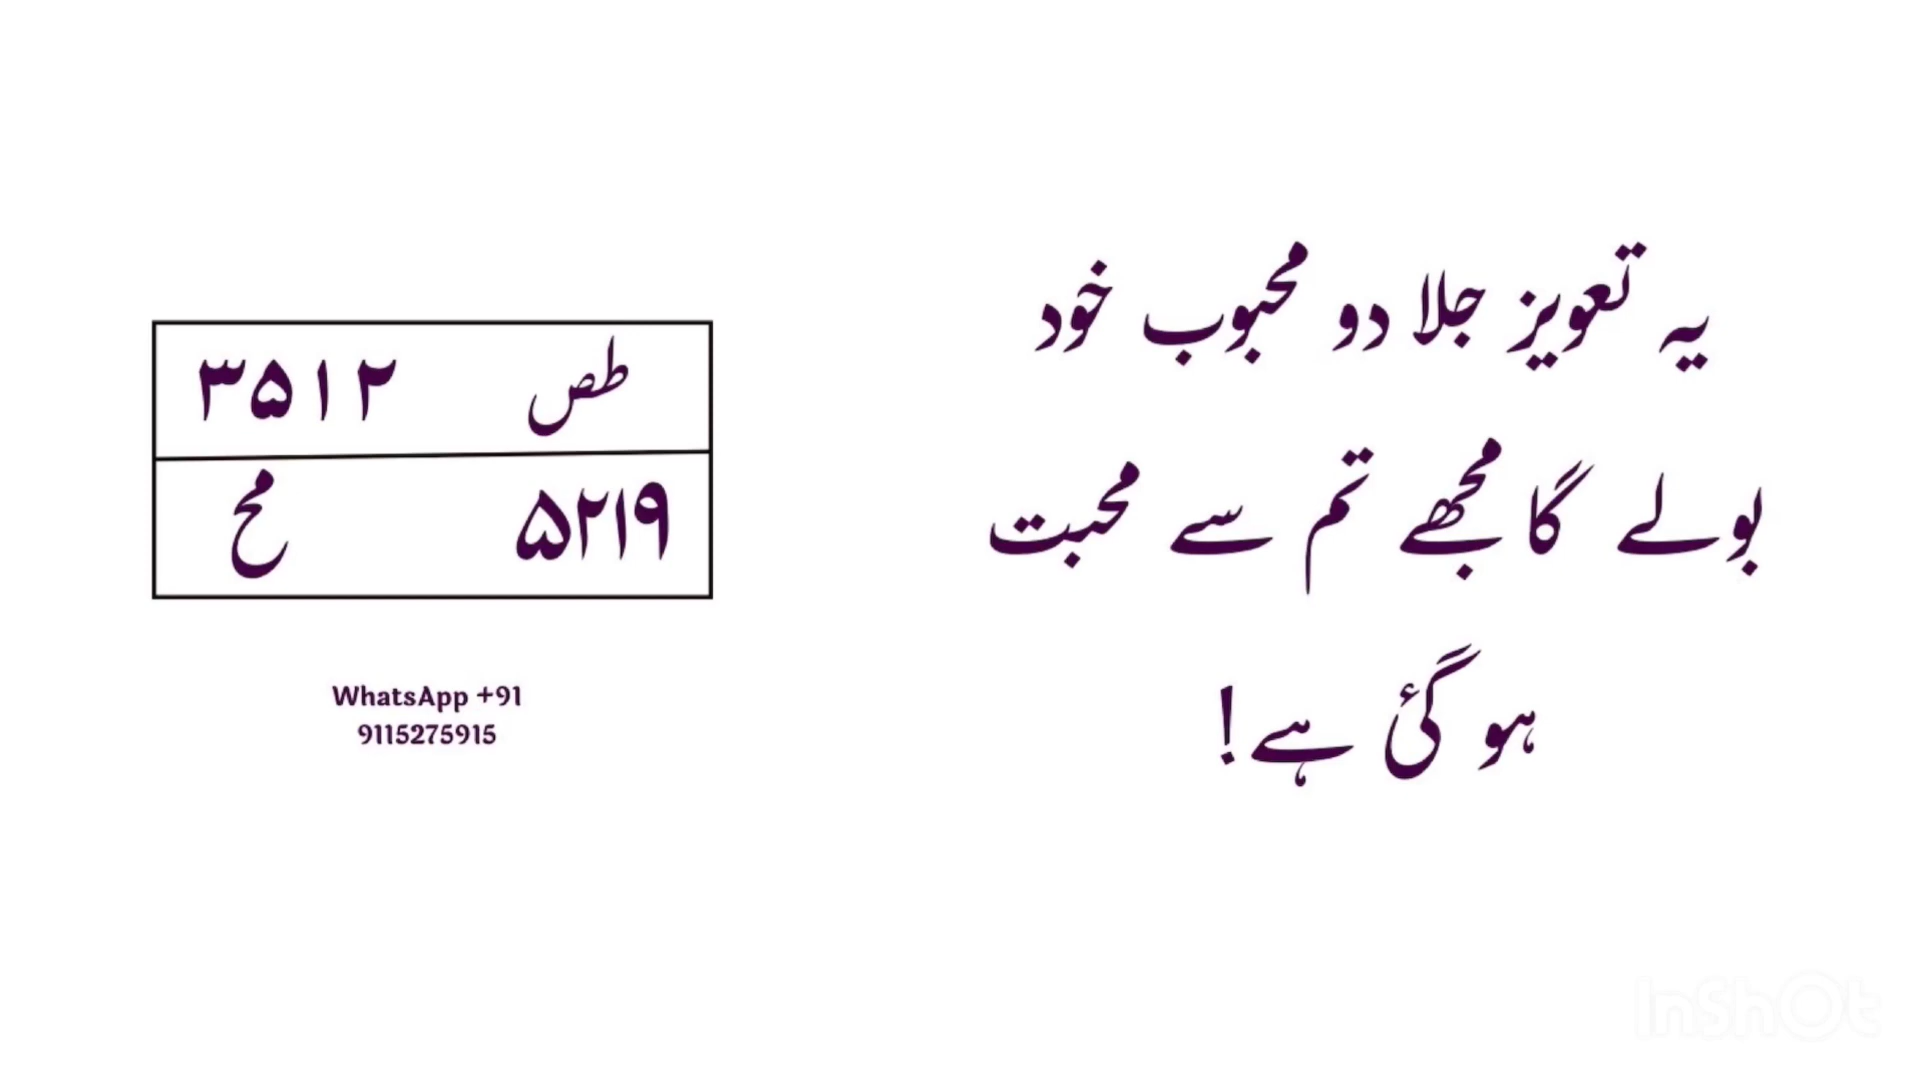 یہ تعویز جلا دو محبوب خود
بولے گا مجھے تم سے محبت
ہو گئ ہے!
طص ۳۵۱۲
۵۲۱۹ مح
WhatsApp +91
9115275915
InShOt